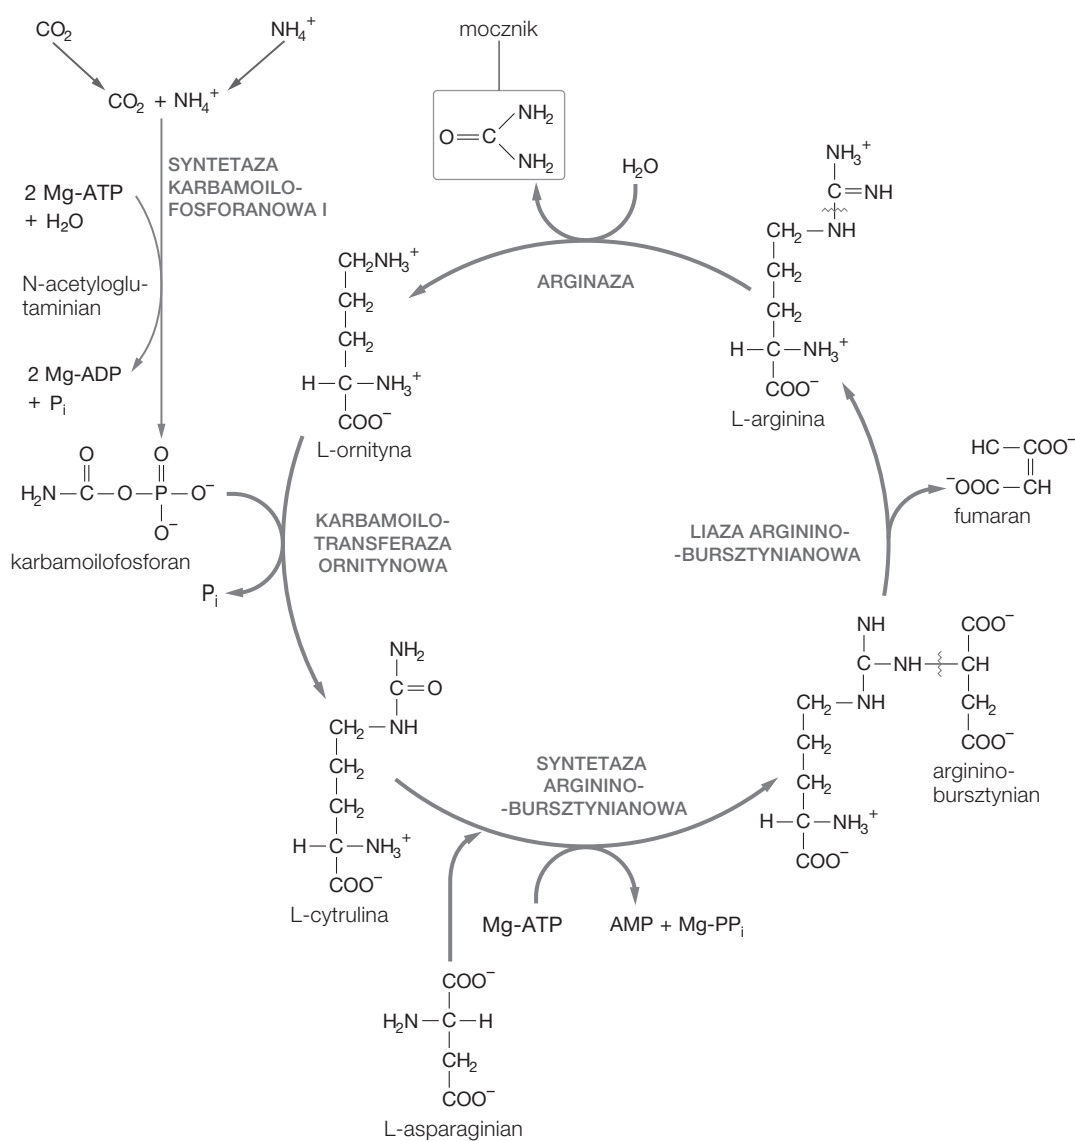 CO₂
NH₄⁺
CO₂ + NH₄⁺
SYNTETAZA
KARBAMOILO-
FOSFORANOWA I
2 Mg-ATP
+ H₂O
N-acetyloglu-
taminian
2 Mg-ADP
+ Pᵢ
O O
H₂N—C—O—P—O⁻
O⁻
karbamoilofosforan
Pᵢ
mocznik
NH₂
O=C
NH₂
H₂O
ARGINAZA
CH₂NH₃⁺
CH₂
CH₂
H—C—NH₃⁺
COO⁻
L-ornityna
NH₃⁺
C=NH
CH₂—NH
CH₂
CH₂
H—C—NH₃⁺
COO⁻
L-arginina
KARBAMOILO-
TRANSFERAZA
ORNITYNOWA
LIAZA ARGININO-
-BURSZTYNIANOWA
HC—COO⁻
⁻OOC—CH
fumaran
NH₂
C=O
CH₂—NH
CH₂
CH₂
H—C—NH₃⁺
COO⁻
L-cytrulina
SYNTETAZA
ARGININO-
-BURSZTYNIANOWA
Mg-ATP
AMP + Mg-PPᵢ
NH COO⁻
C—NH—CH
CH₂—NH CH₂
CH₂ COO⁻
CH₂
H—C—NH₃⁺
COO⁻
arginino-
bursztynian
COO⁻
H₂N—C—H
CH₂
COO⁻
L-asparaginian